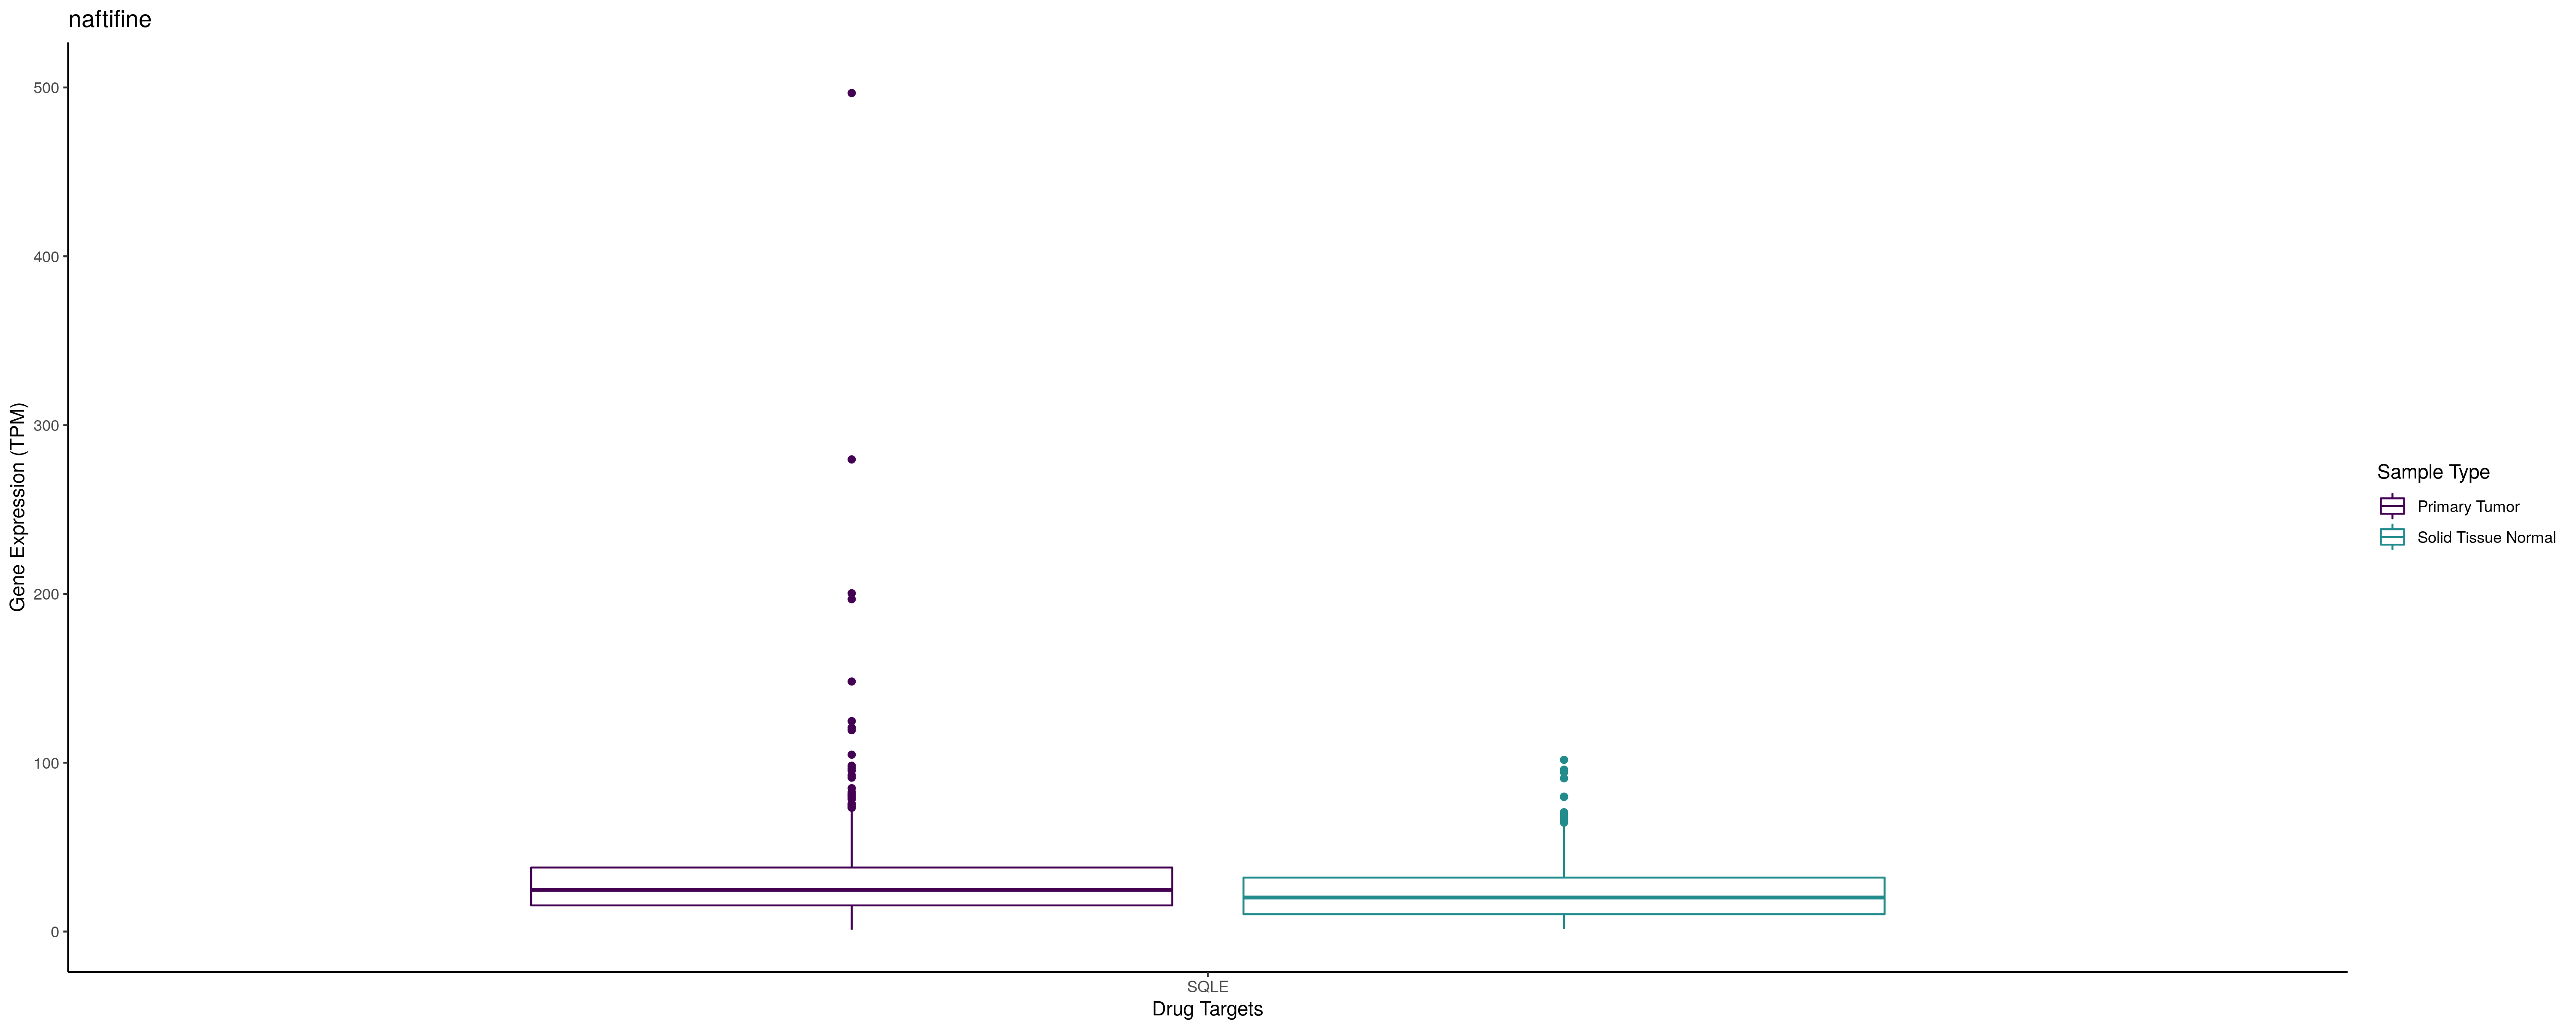 naftifine
500
400
300
200
100
0
Gene Expression (TPM)
SQLE
Drug Targets
Sample Type
Primary Tumor
Solid Tissue Normal